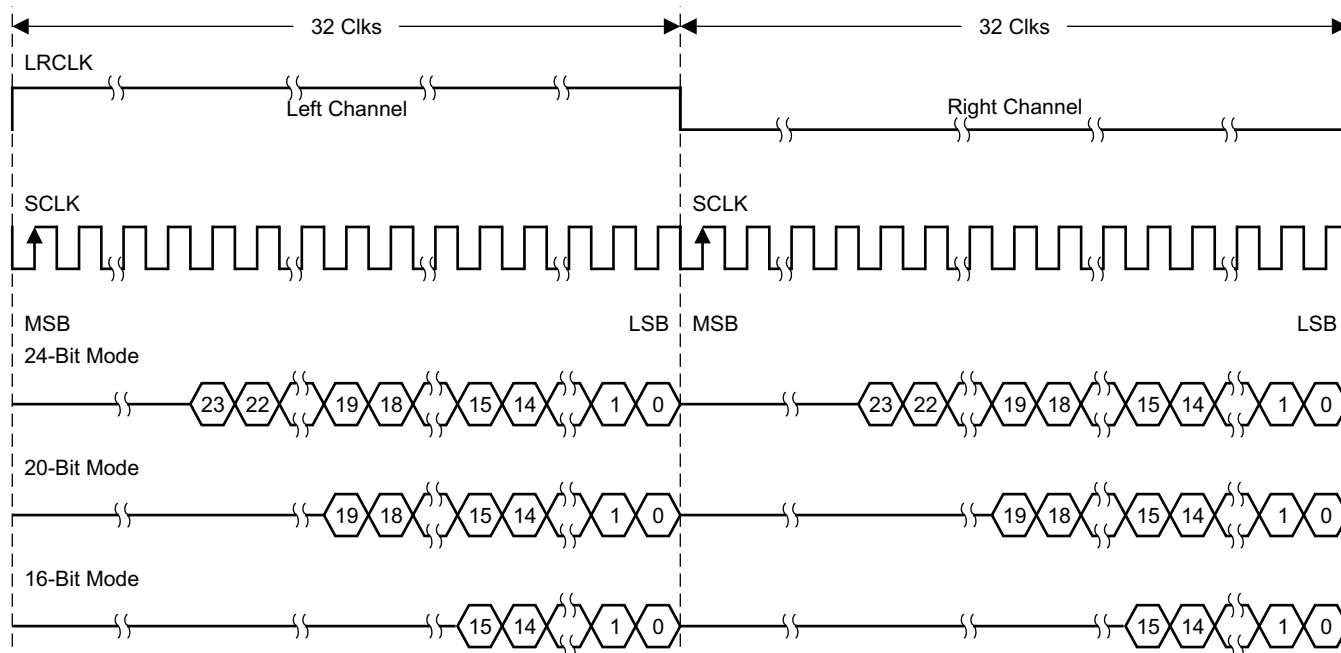 32 Clks 32 Clks
LRCLK
Left Channel Right Channel
SCLK SCLK
MSB LSB MSB LSB
24-Bit Mode
23 22 19 18 15 14 1 0 23 22 19 18 15 14 1 0
20-Bit Mode
19 18 15 14 1 0 19 18 15 14 1 0
16-Bit Mode
15 14 1 0 15 14 1 0